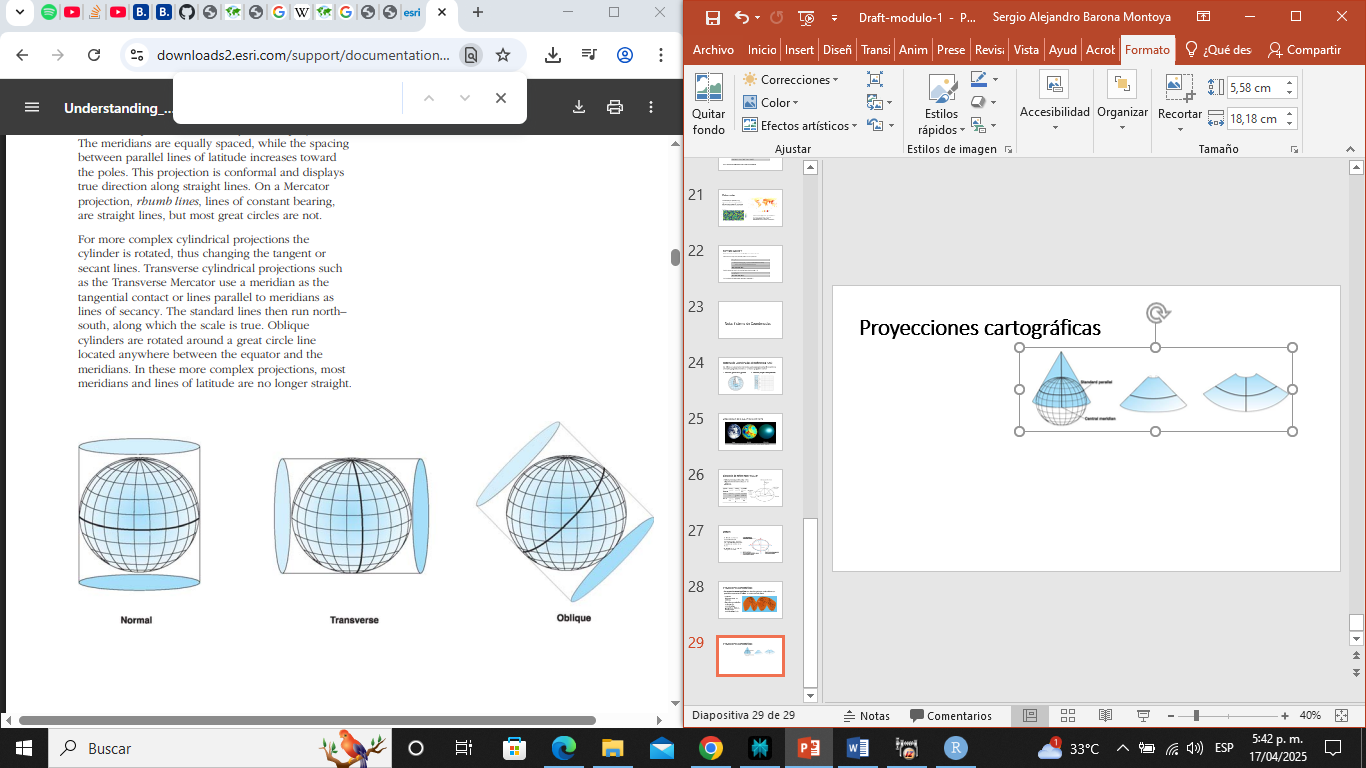 esri
downloads2.esri.com/support/documentation...
Understanding_...
The meridians are equally spaced, while the spacing
between parallel lines of latitude increases toward
the poles. This projection is conformal and displays
true direction along straight lines. On a Mercator
projection, rhumb lines, lines of constant bearing,
are straight lines, but most great circles are not.
For more complex cylindrical projections the
cylinder is rotated, thus changing the tangent or
secant lines. Transverse cylindrical projections such
as the Transverse Mercator use a meridian as the
tangential contact or lines parallel to meridians as
lines of secancy. The standard lines then run north–
south, along which the scale is true. Oblique
cylinders are rotated around a great circle line
located anywhere between the equator and the
meridians. In these more complex projections, most
meridians and lines of latitude are no longer straight.
Normal
Transverse
Oblique
Draft-modulo-1 - P...
Sergio Alejandro Barona Montoya
Archivo
Inicio
Insert
Diseñ
Transi
Anim
Prese
Revisa
Vista
Ayud
Acrob
Formato
¿Qué des
Compartir
Quitar
fondo
Correcciones
Color
Efectos artísticos
Ajustar
Estilos
rápidos
Estilos de imagen
Accesibilidad
Organizar
Recortar
5,58 cm
18,18 cm
Tamaño
21
22
23
24
25
26
27
28
29
Proyecciones cartográficas
Standard parallel
Central meridian
Diapositiva 29 de 29
Notas
Comentarios
40%
Buscar
1
33°C
ESP
5:42 p. m.
17/04/2025